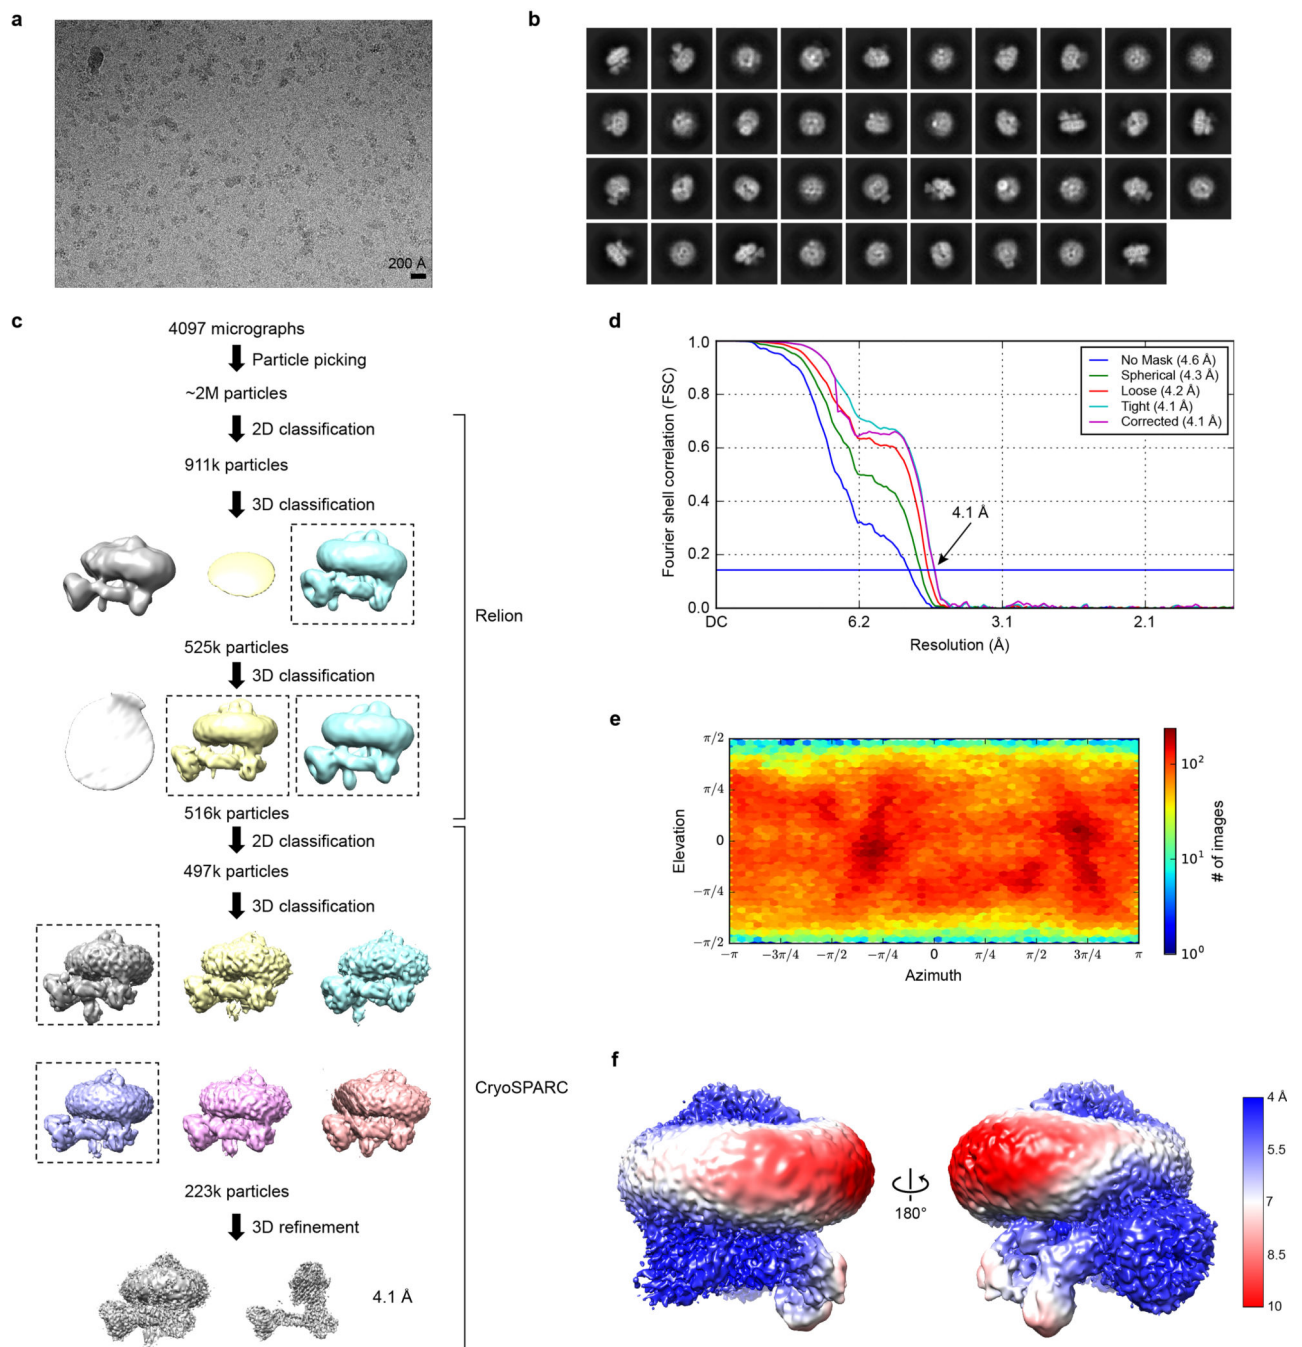 a
200 Å
b
c
4097 micrographs
Particle picking
~2M particles
2D classification
911k particles
3D classification
525k particles
3D classification
516k particles
Relion
2D classification
497k particles
3D classification
223k particles
3D refinement
4.1 Å
CryoSPARC
d
1.0
0.8
0.6
0.4
0.2
0.0
Fourier shell correlation (FSC)
No Mask (4.6 Å)
Spherical (4.3 Å)
Loose (4.2 Å)
Tight (4.1 Å)
Corrected (4.1 Å)
4.1 Å
DC 6.2 3.1 2.1
Resolution (Å)
e
π/2
π/4
0
−π/4
−π/2
Elevation
−π −3π/4 −π/2 −π/4 0 π/4 π/2 3π/4 π
Azimuth
10²
10¹
10⁰
# of images
f
180°
4 Å
5.5
7
8.5
10